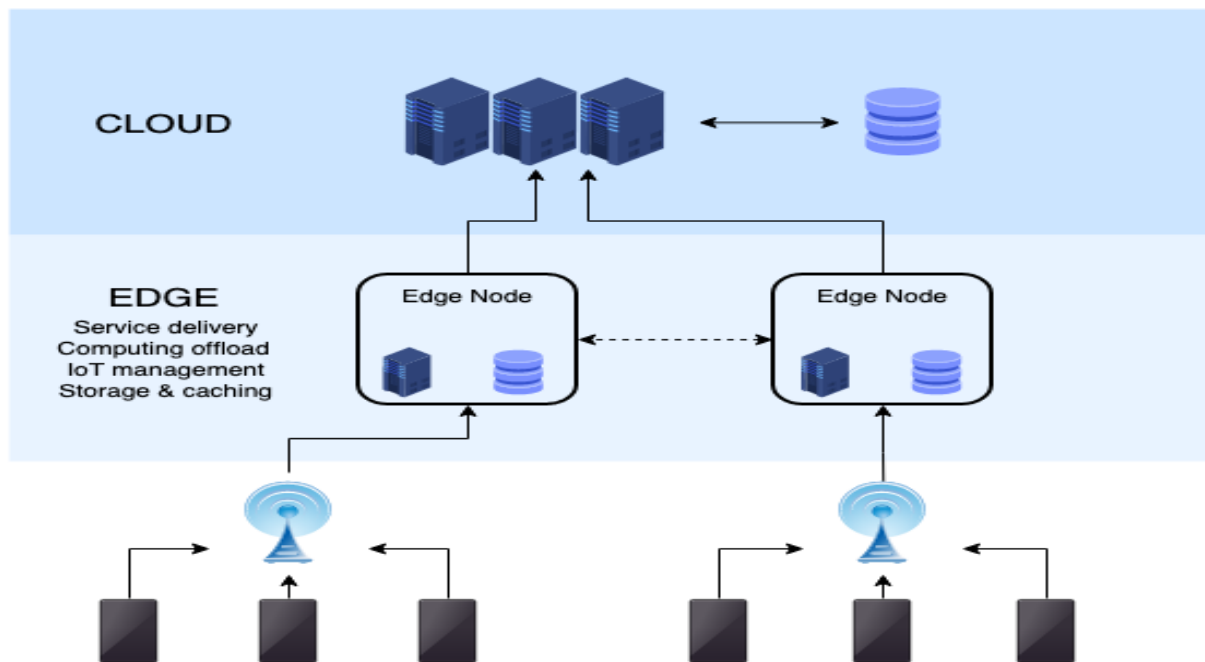 CLOUD
EDGE
Service delivery
Computing offload
IoT management
Storage & caching
Edge Node
Edge Node